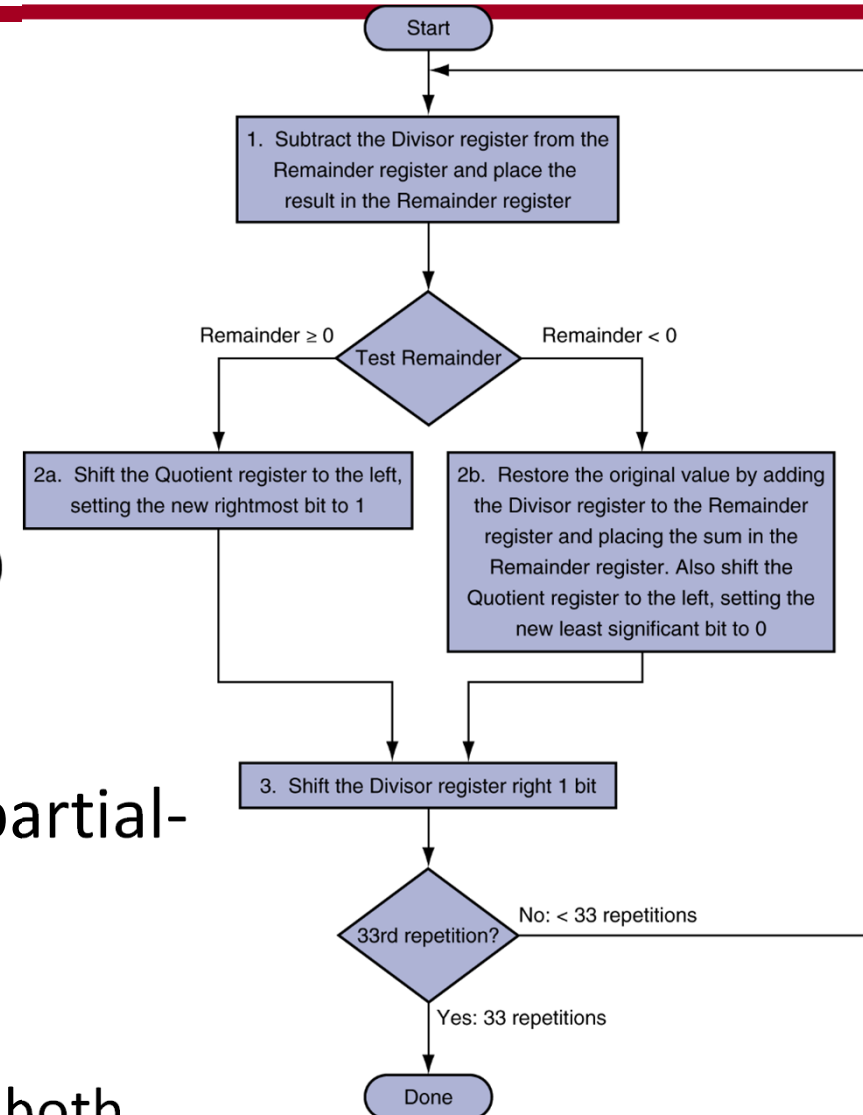 Start
1. Subtract the Divisor register from the
Remainder register and place the
result in the Remainder register
Remainder ≥ 0
Remainder < 0
Test Remainder
2a. Shift the Quotient register to the left,
setting the new rightmost bit to 1
2b. Restore the original value by adding
the Divisor register to the Remainder
register and placing the sum in the
Remainder register. Also shift the
Quotient register to the left, setting the
new least significant bit to 0
)
partial-
3. Shift the Divisor register right 1 bit
No: < 33 repetitions
33rd repetition?
Yes: 33 repetitions
Done
both